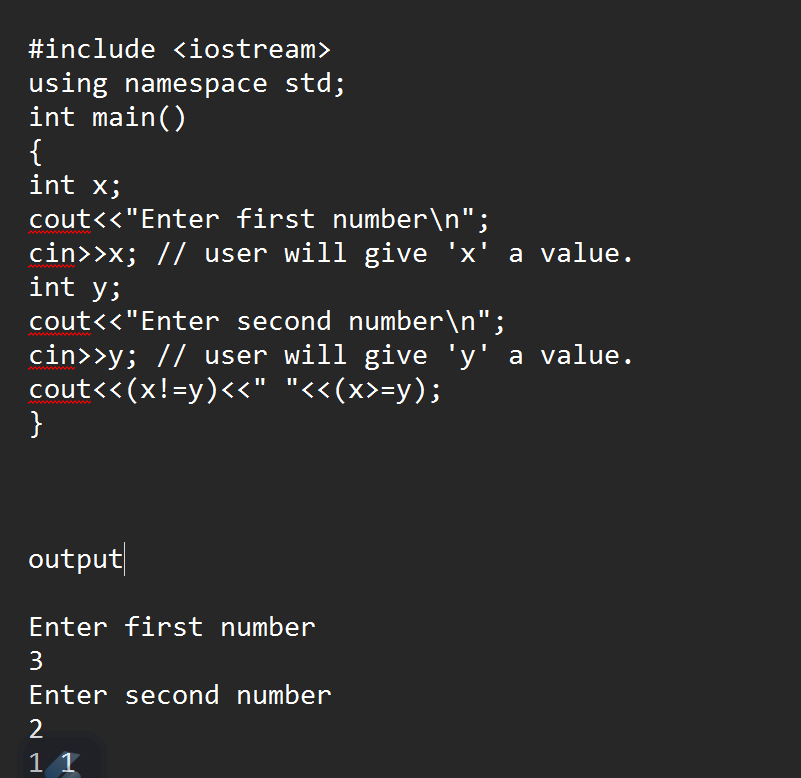 #include <iostream>
using namespace std;
int main()
{
int x;
cout<<"Enter first number\n";
cin>>x; // user will give 'x' a value.
int y;
cout<<"Enter second number\n";
cin>>y; // user will give 'y' a value.
cout<<(x!=y)<<" "<<(x>=y);
}
output
Enter first number
3
Enter second number
2
1 1